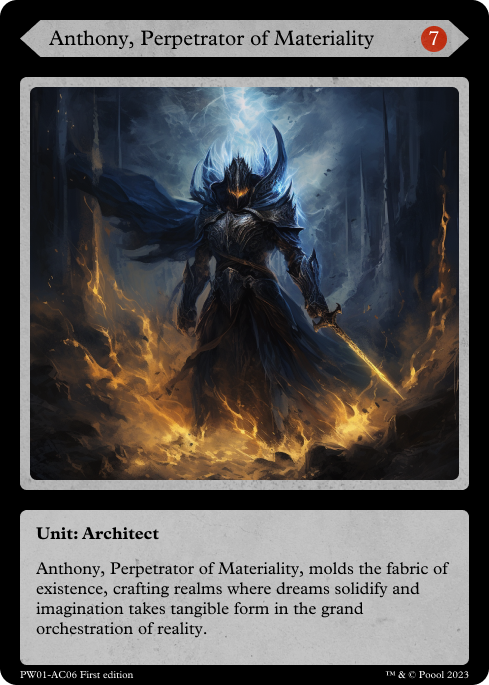 Anthony, Perpetrator of Materiality
7
Unit: Architect
Anthony, Perpetrator of Materiality, molds the fabric of
existence, crafting realms where dreams solidify and
imagination takes tangible form in the grand
orchestration of reality.
PW01-AC06 First edition
™ & © Poool 2023